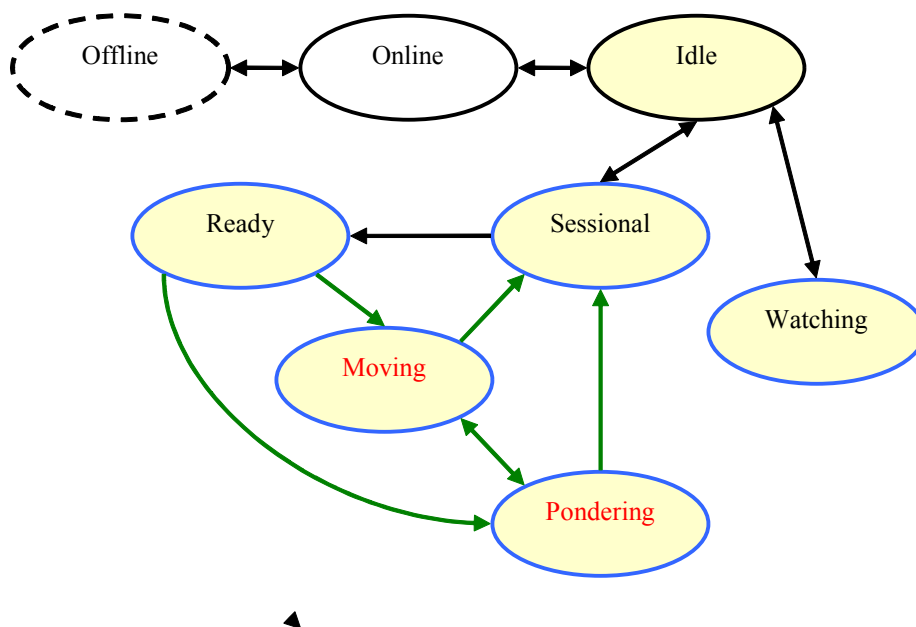 Offline
Online
Idle
Ready
Sessional
Watching
Moving
Pondering